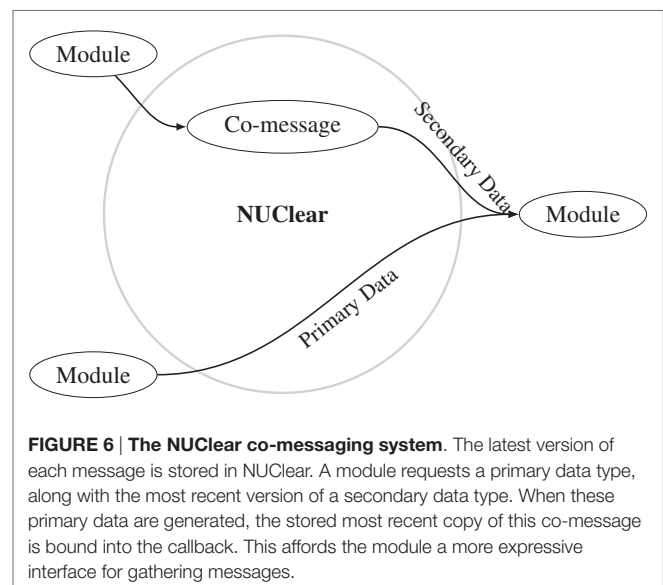 Module
Co-message
Secondary Data
NUClear
Module
Primary Data
Module
FIGURE 6 | The NUClear co-messaging system. The latest version of
each message is stored in NUClear. A module requests a primary data type,
along with the most recent version of a secondary data type. When these
primary data are generated, the stored most recent copy of this co-message
is bound into the callback. This affords the module a more expressive
interface for gathering messages.